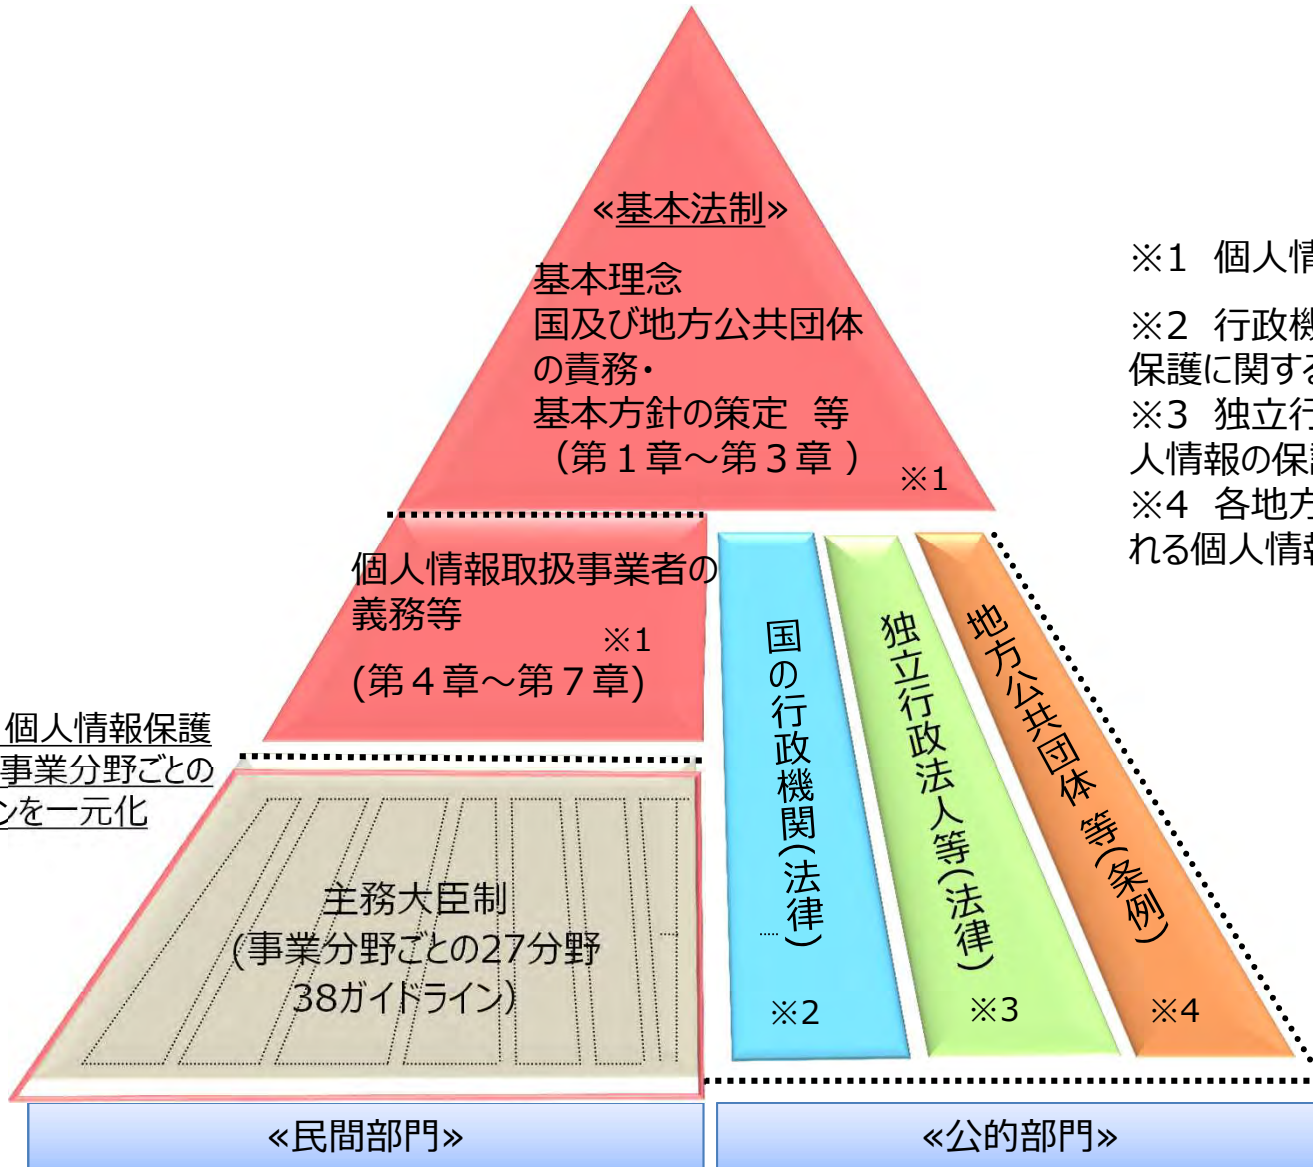 «基本法制»
基本理念
国及び地方公共団体
の責務・
基本方針の策定 等
(第1章～第3章 )
※1
※1 個人情
※2 行政機
保護に関する
※3 独立行
人情報の保
※4 各地方
れる個人情
個人情報取扱事業者の
義務等
※1
(第4章～第7章)
個人情報保護
事業分野ごとの
ンを一元化
主務大臣制
(事業分野ごとの27分野
38ガイドライン)
国の行政機関(法律)
※2
独立行政法人等(法律)
※3
地方公共団体 等(条例)
※4
«民間部門»
«公的部門»